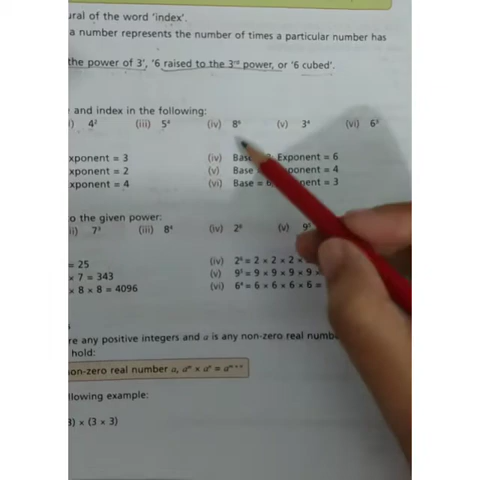 ural of the word 'index'.
a number represents the number of times a particular number has
the power of 3', '6 raised to the 3rd power, or '6 cubed'.
and index in the following:
4² (iii) 5⁴ (iv) 8⁶ (v) 3⁴ (vi) 6³
xponent = 3 (iv) Exponent = 6
xponent = 2 (v) Base = 4
xponent = 4 (vi) Base = 6, = 3
o the given power:
ii) 7³ (iii) 8⁴ (iv) 2⁶ (v)
= 25 (iv) 2⁶ = 2 × 2 × 2 ×
× 7 = 343 (v) 9⁵ = 9 × 9 × 9 × 9 ×
× 8 × 8 = 4096 (vi) 6⁴ = 6 × 6 × 6 × 6 =
re any positive integers and a is any non-zero real
hold:
non-zero real number a, aᵐ × aⁿ = aᵐ⁺ⁿ
llowing example:
3) × (3 × 3)